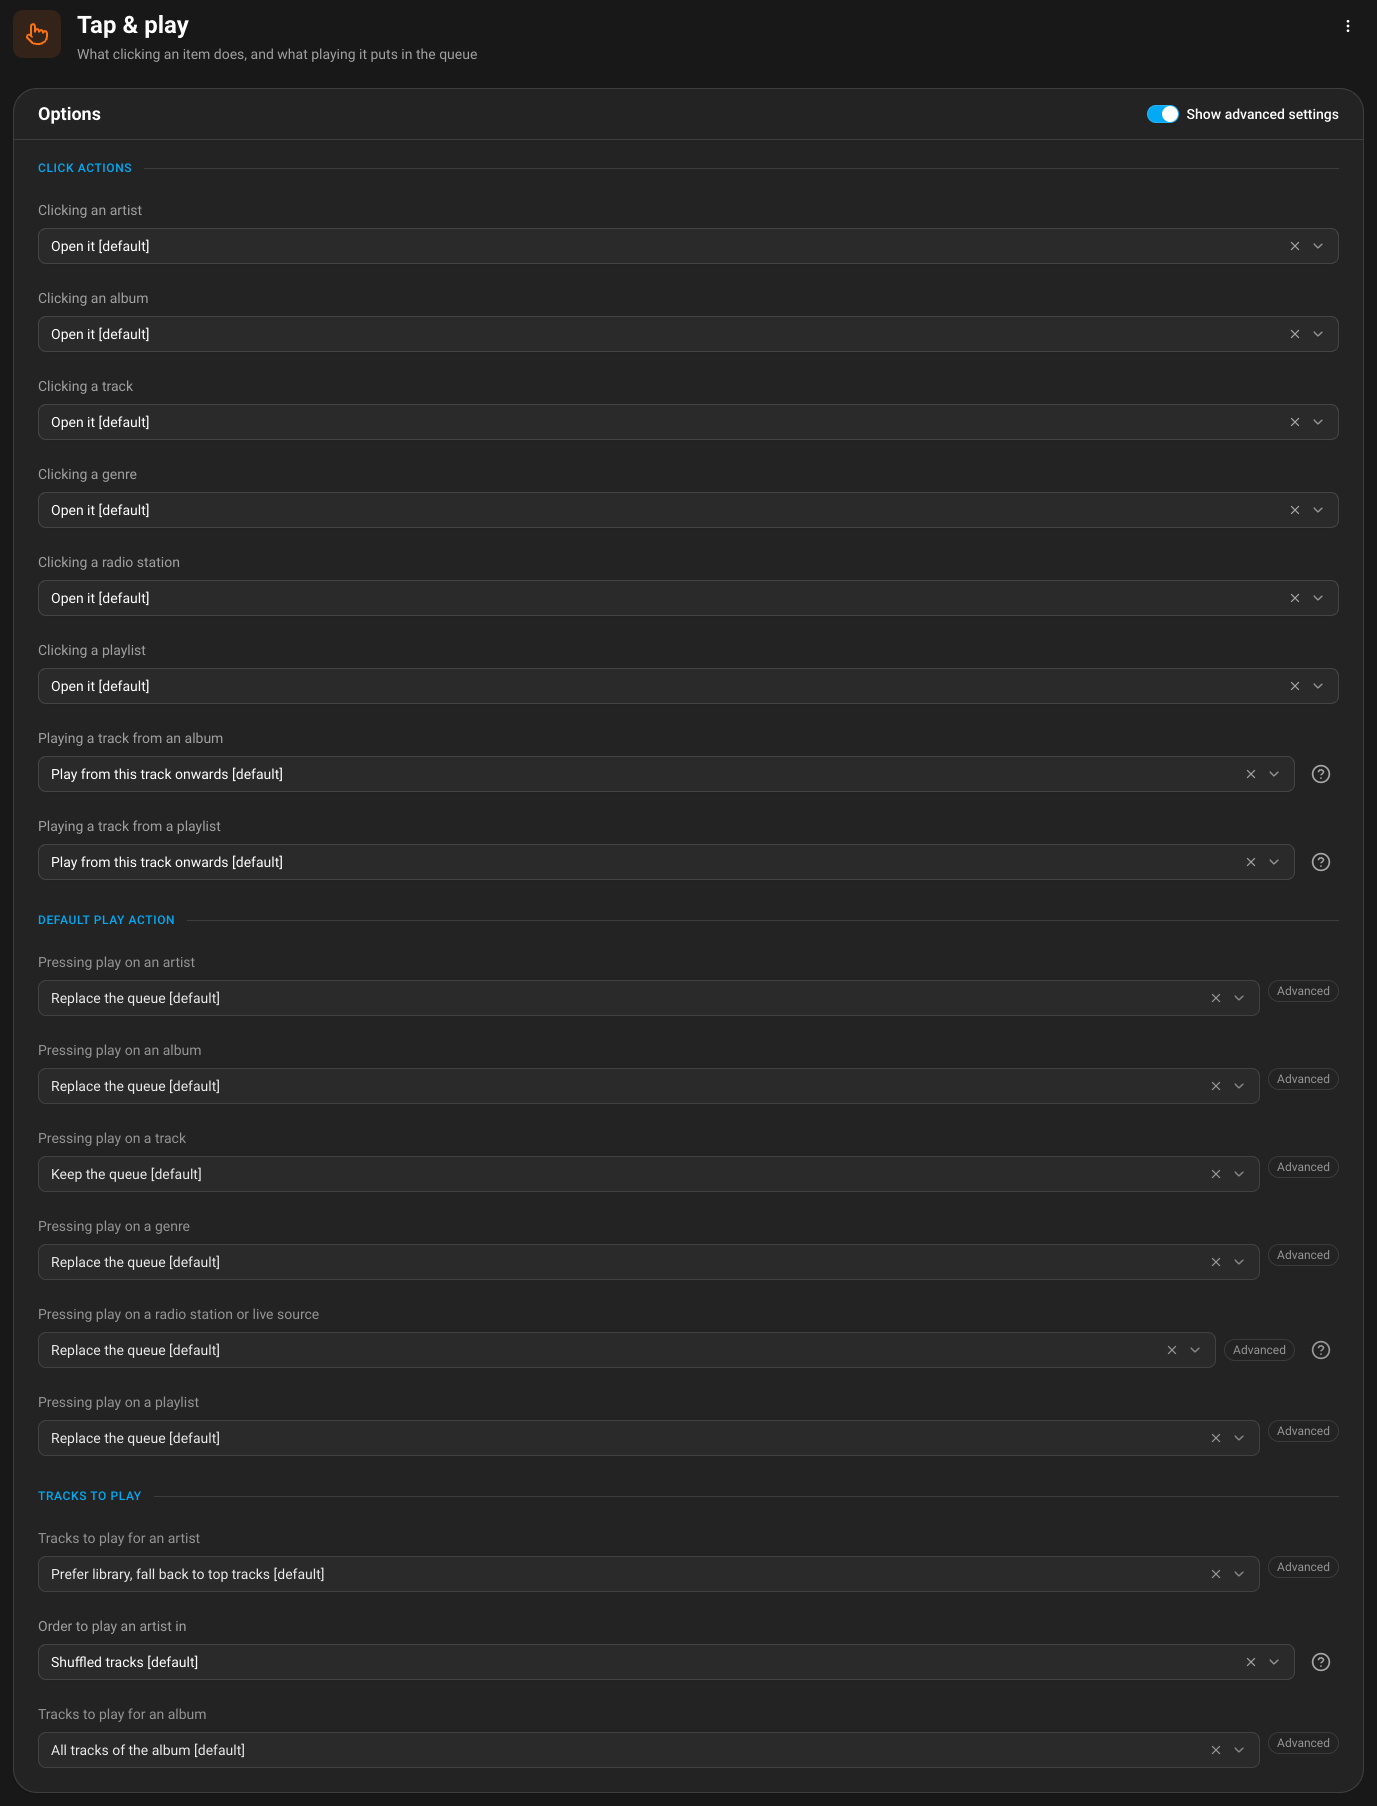 Tap & play
What clicking an item does, and what playing it puts in the queue
Options
Show advanced settings
CLICK ACTIONS
Clicking an artist
Open it [default]
Clicking an album
Open it [default]
Clicking a track
Open it [default]
Clicking a genre
Open it [default]
Clicking a radio station
Open it [default]
Clicking a playlist
Open it [default]
Playing a track from an album
Play from this track onwards [default]
Playing a track from a playlist
Play from this track onwards [default]
DEFAULT PLAY ACTION
Pressing play on an artist
Replace the queue [default]
Advanced
Pressing play on an album
Replace the queue [default]
Advanced
Pressing play on a track
Keep the queue [default]
Advanced
Pressing play on a genre
Replace the queue [default]
Advanced
Pressing play on a radio station or live source
Replace the queue [default]
Advanced
Pressing play on a playlist
Replace the queue [default]
Advanced
TRACKS TO PLAY
Tracks to play for an artist
Prefer library, fall back to top tracks [default]
Advanced
Order to play an artist in
Shuffled tracks [default]
Tracks to play for an album
All tracks of the album [default]
Advanced